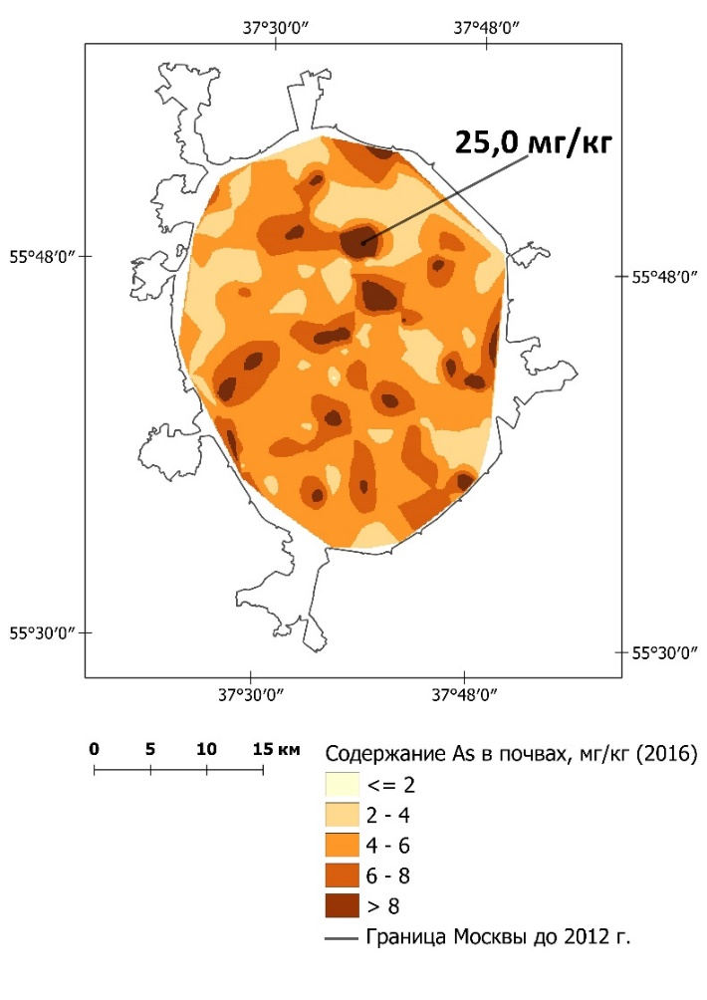 37°30′0″ 37°48′0″
25,0 мг/кг
55°48′0″
55°48′0″
55°30′0″
55°30′0″
37°30′0″ 37°48′0″
0 5 10 15 км
Содержание As в почвах, мг/кг (2016)
<= 2
2 - 4
4 - 6
6 - 8
> 8
Граница Москвы до 2012 г.